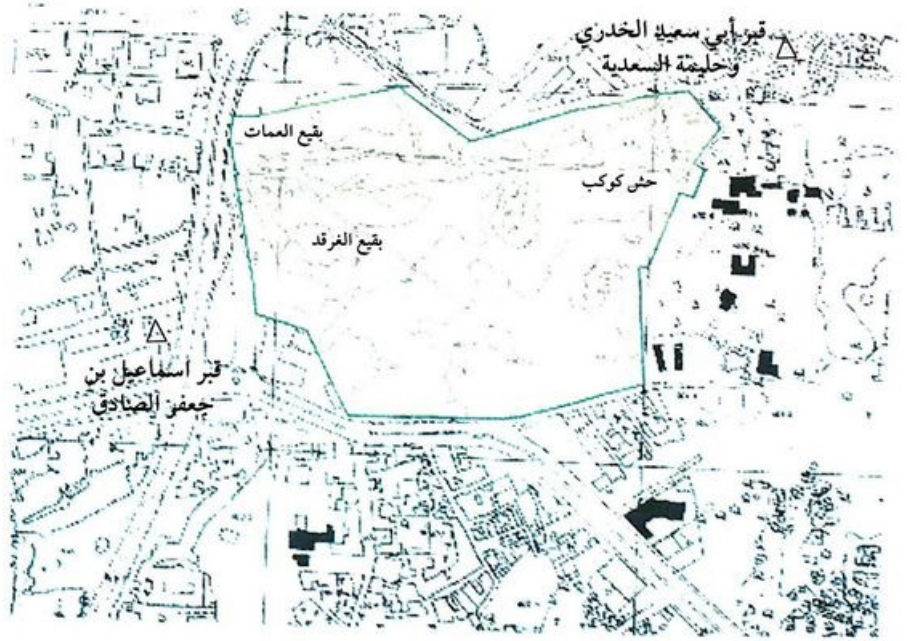 قبر أبي سعيد الخدري
وحليمة السعدية
بقيع العمات
حش كوكب
بقيع الغرقد
قبر اسماعيل بن
جعفر الصادق